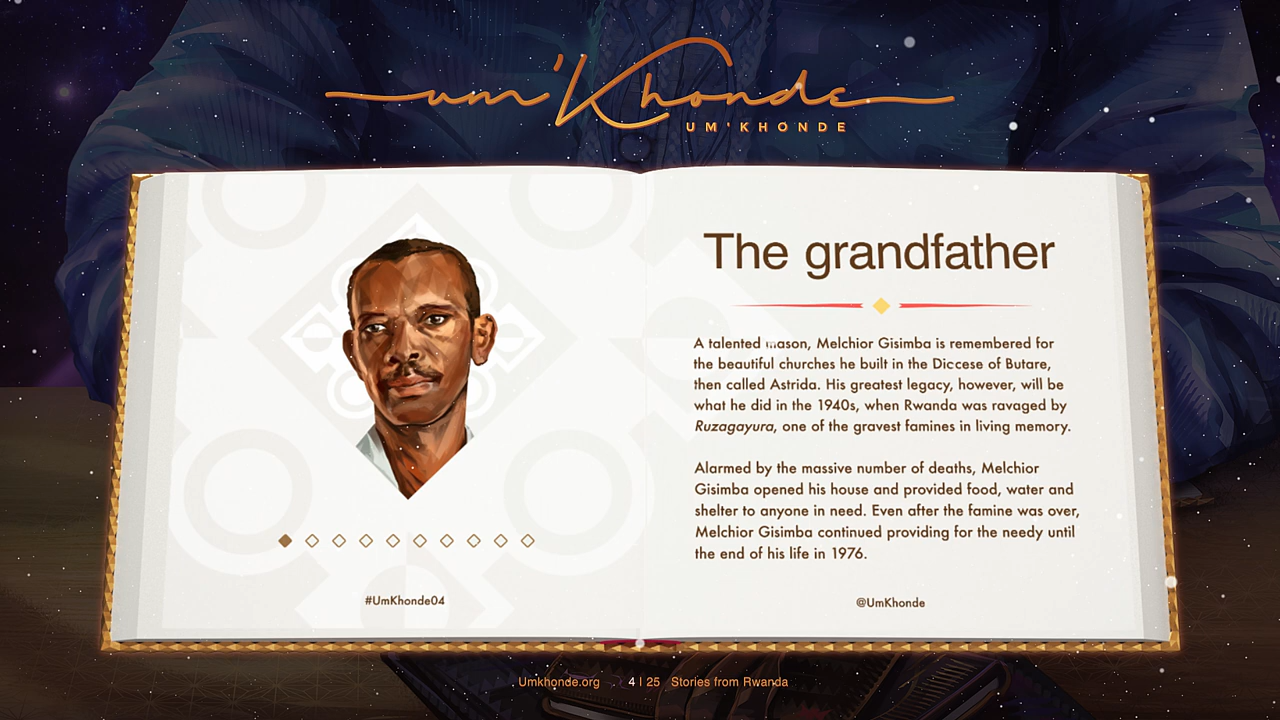 um'Khonde
UM'KHONDE
The grandfather
A talented mason, Melchior Gisimba is remembered for
the beautiful churches he built in the Diocese of Butare,
then called Astrida. His greatest legacy, however, will be
what he did in the 1940s, when Rwanda was ravaged by
Ruzagayura, one of the gravest famines in living memory.
Alarmed by the massive number of deaths, Melchior
Gisimba opened his house and provided food, water and
shelter to anyone in need. Even after the famine was over,
Melchior Gisimba continued providing for the needy until
the end of his life in 1976.
#UmKhonde04
@UmKhonde
Umkhonde.org 4 | 25 Stories from Rwanda